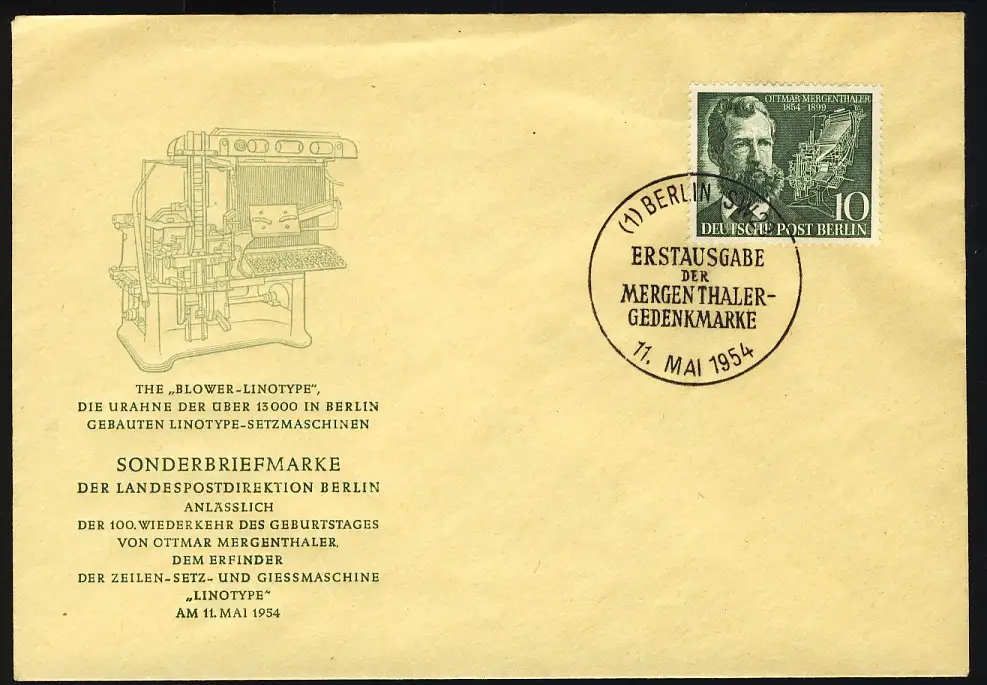 THE „BLOWER-LINOTYPE“,
DIE URAHNE DER ÜBER 13000 IN BERLIN
GEBAUTEN LINOTYPE-SETZMASCHINEN
SONDERBRIEFMARKE
DER LANDESPOSTDIREKTION BERLIN
ANLÄSSLICH
DER 100. WIEDERKEHR DES GEBURTSTAGES
VON OTTMAR MERGENTHALER,
DEM ERFINDER
DER ZEILEN-SETZ- UND GIESSMASCHINE
„LINOTYPE“
AM 11. MAI 1954
OTTMAR MERGENTHALER
1854-1899
10
DEUTSCHE POST BERLIN
(1) BERLIN SW
ERSTAUSGABE
DER
MERGENTHALER-
GEDENKMARKE
11. MAI 1954